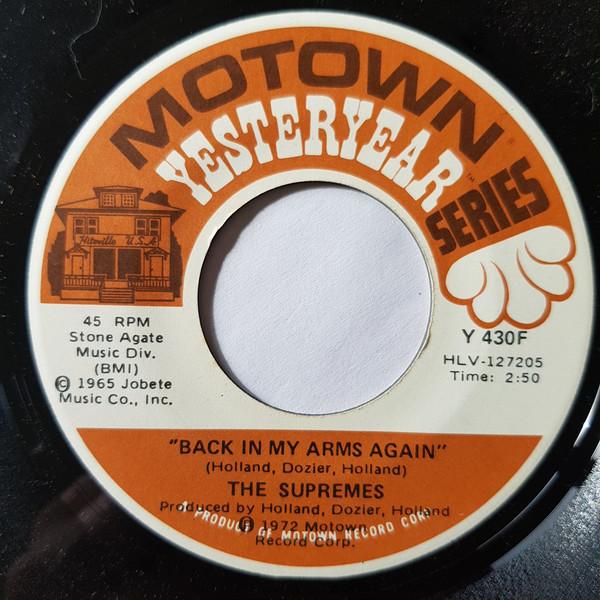 MOTOWN
YESTERYEAR™
SERIES
Hitsville U.S.A.
45 RPM
Stone Agate
Music Div.
(BMI)
© 1965 Jobete
Music Co., Inc.
Y 430F
HLV-127205
Time: 2:50
"BACK IN MY ARMS AGAIN"
(Holland, Dozier, Holland)
THE SUPREMES
Produced by Holland, Dozier, Holland
℗ 1972 Motown
Record Corp.
A PRODUCT OF MOTOWN RECORD CORP.